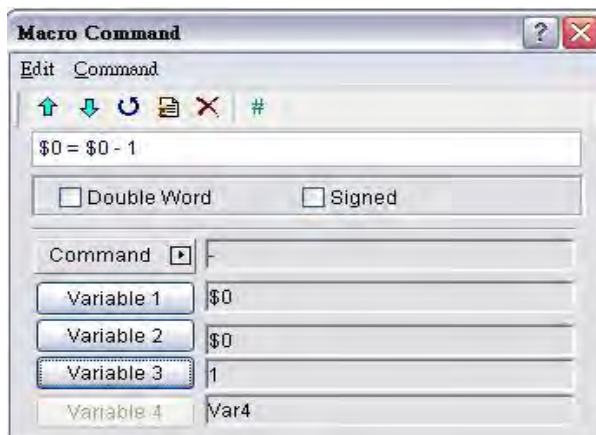 Macro Command
Edit Command
#
$0 = $0 - 1
Double Word Signed
Command -
Variable 1 $0
Variable 2 $0
Variable 3 1
Variable 4 Var4